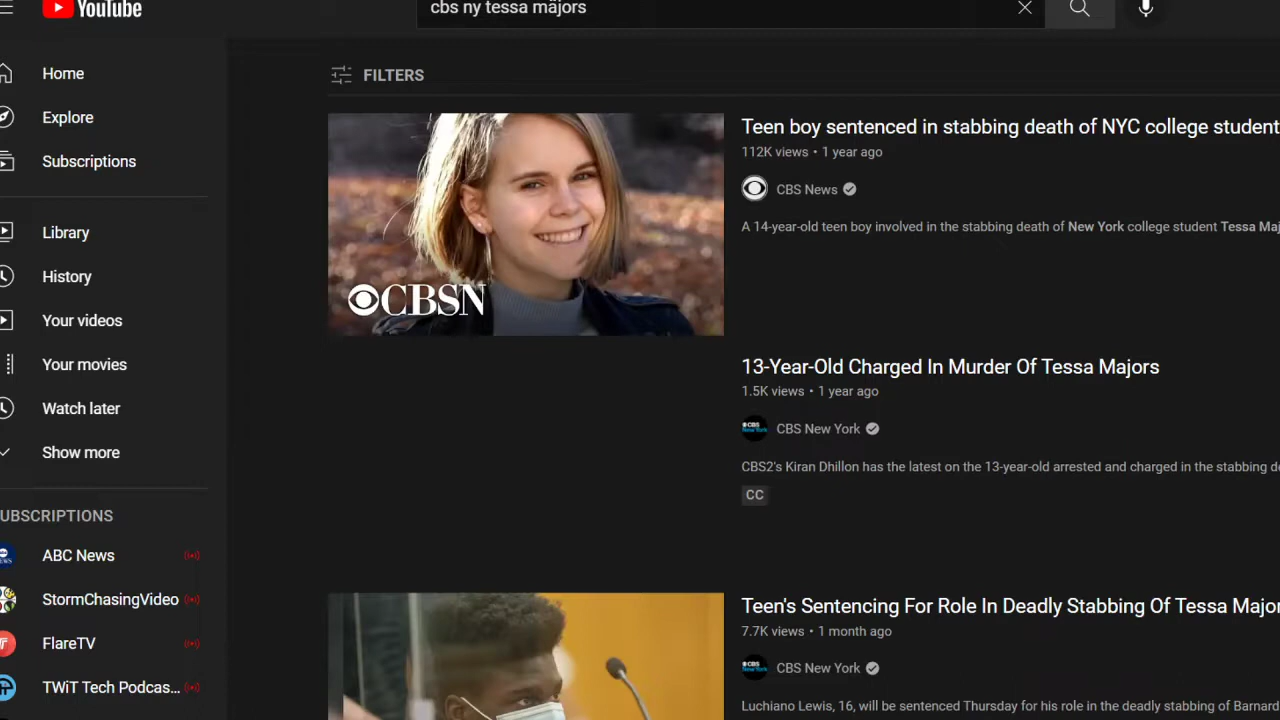 YouTube
cbs ny tessa majors
Home
Explore
Subscriptions
Library
History
Your videos
Your movies
Watch later
Show more
UBSCRIPTIONS
ABC News
StormChasingVideo
FlareTV
TWiT Tech Podcas...
FILTERS
CBSN
Teen boy sentenced in stabbing death of NYC college student
112K views • 1 year ago
CBS News
A 14-year-old teen boy involved in the stabbing death of New York college student Tessa Maj
13-Year-Old Charged In Murder Of Tessa Majors
1.5K views • 1 year ago
CBS New York
CBS2's Kiran Dhillon has the latest on the 13-year-old arrested and charged in the stabbing de
CC
Teen's Sentencing For Role In Deadly Stabbing Of Tessa Major
7.7K views • 1 month ago
CBS New York
Luchiano Lewis, 16, will be sentenced Thursday for his role in the deadly stabbing of Barnard